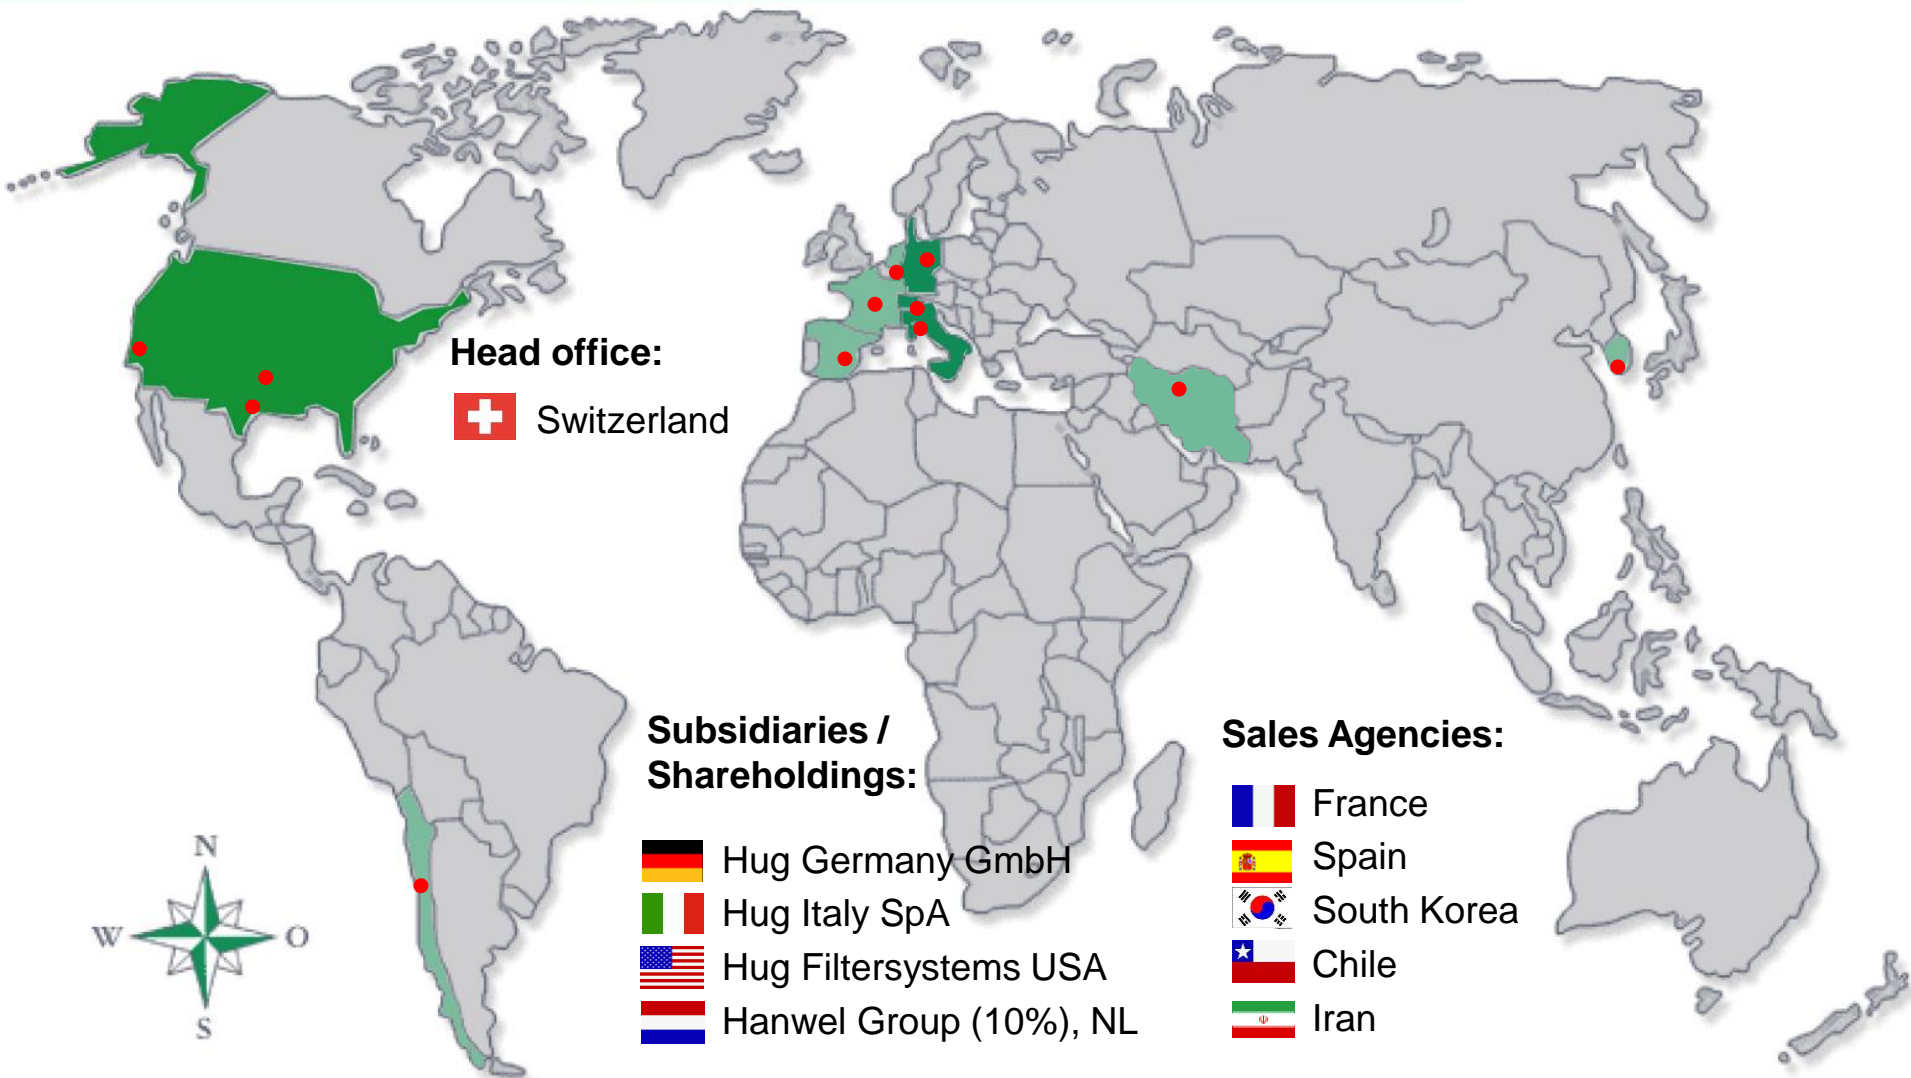 Head office:
Switzerland
Subsidiaries /
Shareholdings:
Hug Germany GmbH
Hug Italy SpA
Hug Filtersystems USA
Hanwel Group (10%), NL
Sales Agencies:
France
Spain
South Korea
Chile
Iran
N
W
O
S